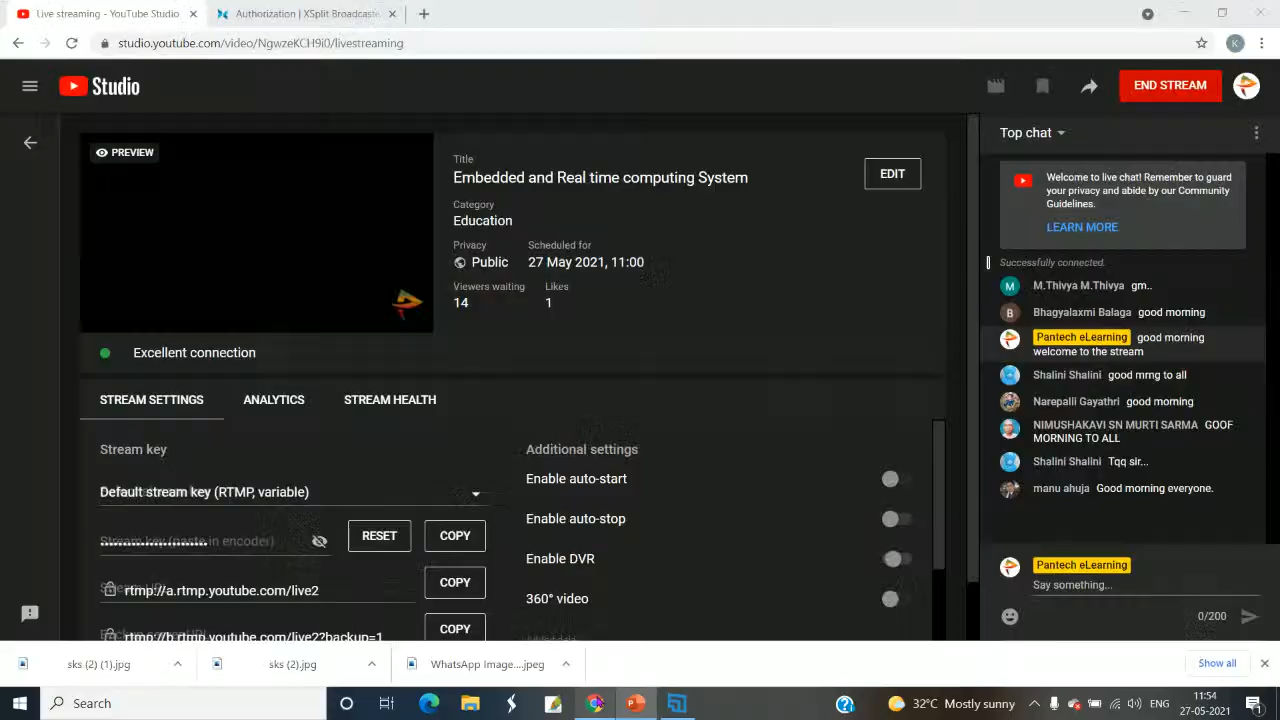 Live streaming - YouTube Studio
Authorization | XSplit Broadcaste
studio.youtube.com/video/NgwzeKCH9i0/livestreaming
K
Studio
END STREAM
PREVIEW
Title
Embedded and Real time computing System
EDIT
Category
Education
Privacy
Scheduled for
Public
27 May 2021, 11:00
Viewers waiting
Likes
14
1
Excellent connection
STREAM SETTINGS
ANALYTICS
STREAM HEALTH
Stream key
Default stream key (RTMP, variable)
Stream key (paste in encoder)
RESET
COPY
rtmp://a.rtmp.youtube.com/live2
COPY
rtmp://b.rtmp.youtube.com/live2?backup=1
COPY
Additional settings
Enable auto-start
Enable auto-stop
Enable DVR
360° video
Top chat
Welcome to live chat! Remember to guard
your privacy and abide by our Community
Guidelines.
LEARN MORE
Successfully connected.
M
M.Thivya M.Thivya gm..
B
Bhagyalaxmi Balaga good morning
Pantech eLearning good morning
welcome to the stream
Shalini Shalini good mrng to all
Narepalli Gayathri good morning
NIMUSHAKAVI SN MURTI SARMA GOOF
MORNING TO ALL
Shalini Shalini Tqq sir...
manu ahuja Good morning everyone.
Pantech eLearning
Say something...
0/200
sks (2) (1).jpg
sks (2).jpg
WhatsApp Image....jpeg
Show all
Search
32°C Mostly sunny
ENG
11:54
27-05-2021
1